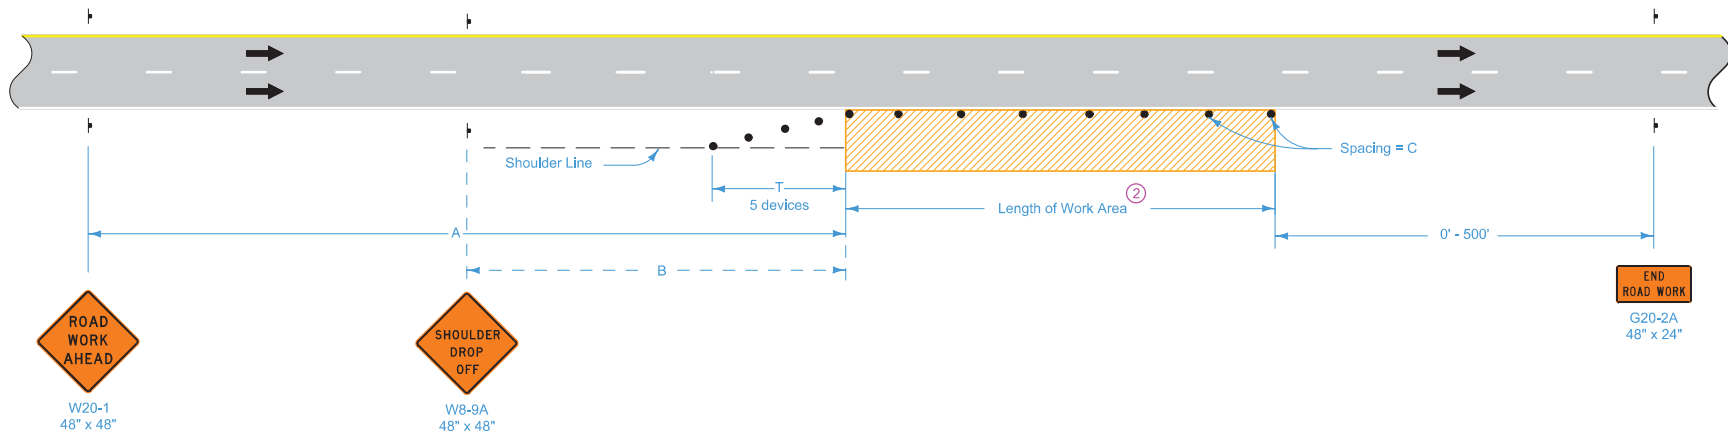 Shoulder Line
Spacing = C
T
5 devices
2
Length of Work Area
A
0' - 500'
B
ROAD
WORK
AHEAD
W20-1
48" x 48"
SHOULDER
DROP
OFF
W8-9A
48" x 48"
END
ROAD WORK
G20-2A
48" x 24"